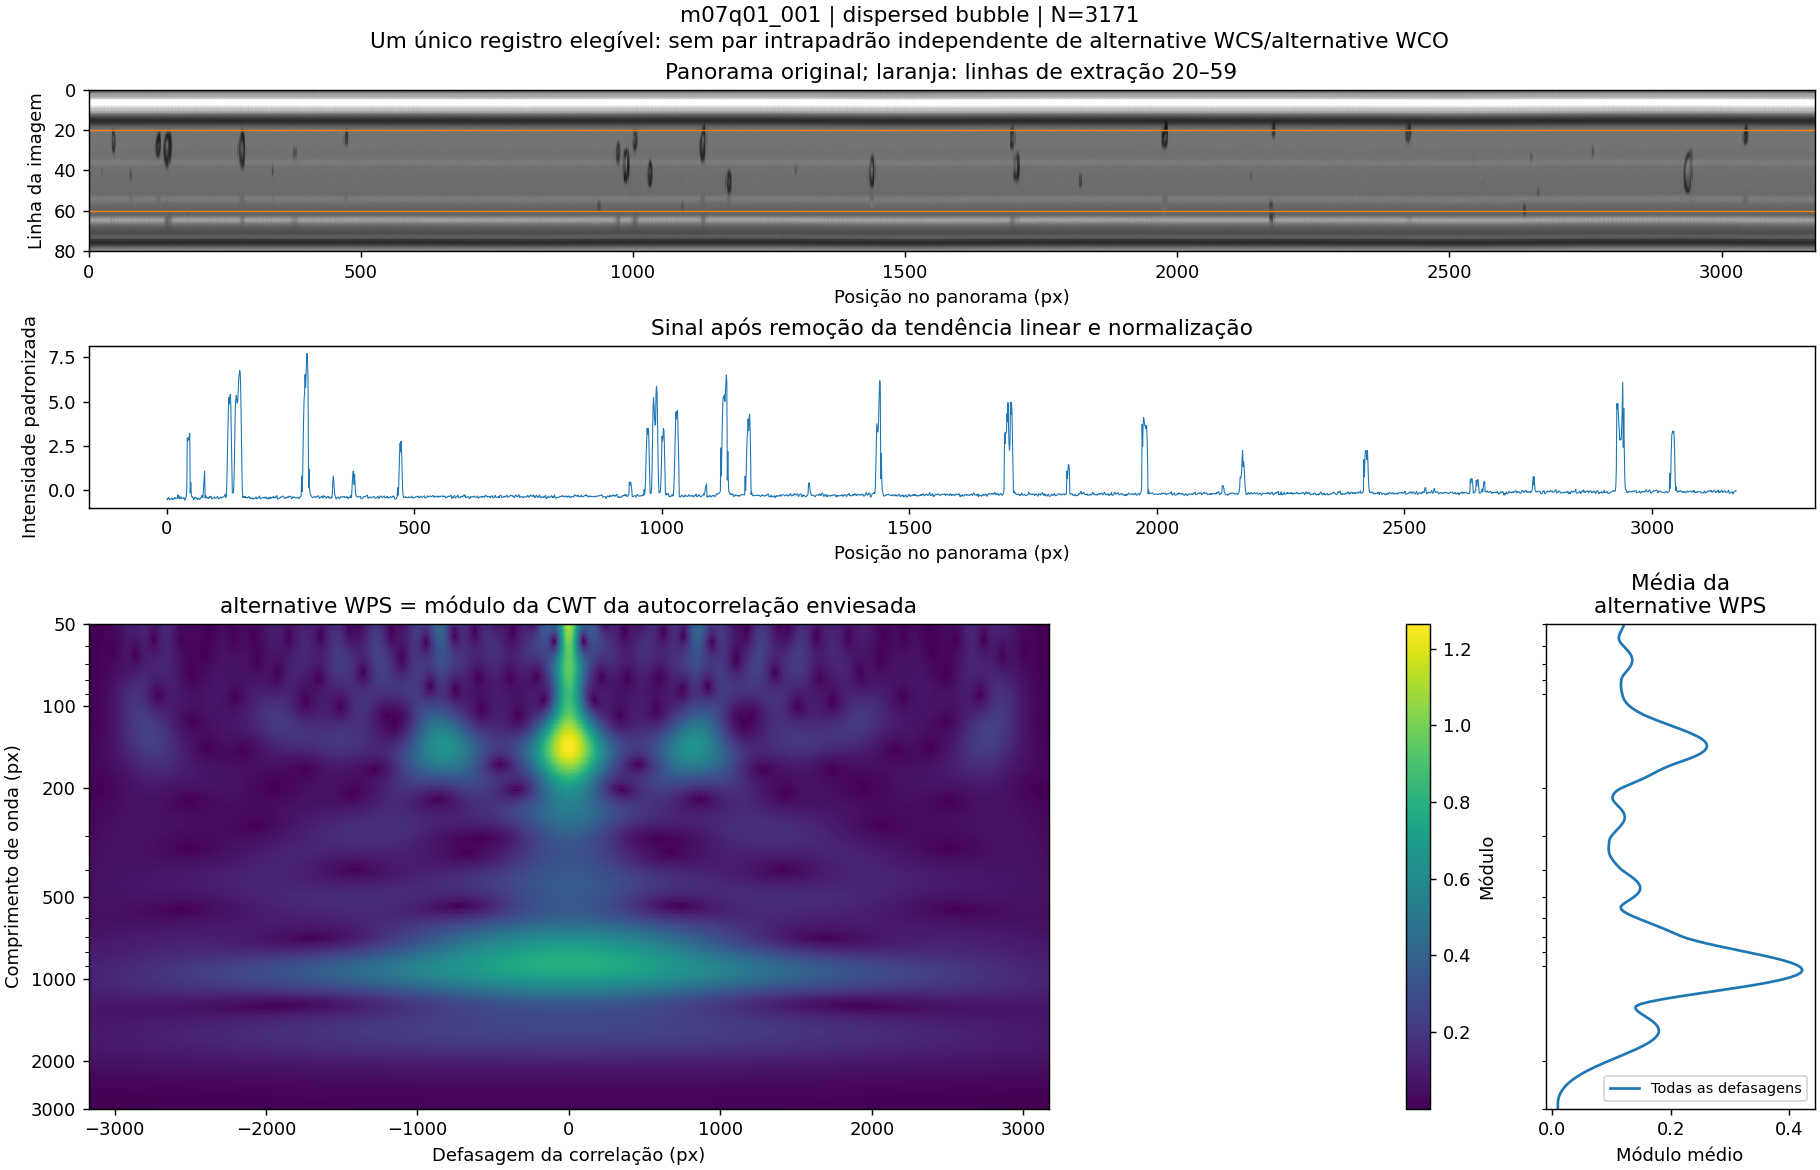 m07q01_001 | dispersed bubble | N=3171
Um único registro elegível: sem par intrapadrão independente de alternative WCS/alternative WCO
Panorama original; laranja: linhas de extração 20–59
Linha da imagem
0
20
40
60
80
0 500 1000 1500 2000 2500 3000
Posição no panorama (px)
Sinal após remoção da tendência linear e normalização
Intensidade padronizada
7.5
5.0
2.5
0.0
0 500 1000 1500 2000 2500 3000
Posição no panorama (px)
alternative WPS = módulo da CWT da autocorrelação enviesada
Comprimento de onda (px)
50
100
200
500
1000
2000
3000
−3000 −2000 −1000 0 1000 2000 3000
Defasagem da correlação (px)
1.2
1.0
0.8
0.6
0.4
0.2
Módulo
Média da
alternative WPS
Todas as defasagens
0.0 0.2 0.4
Módulo médio